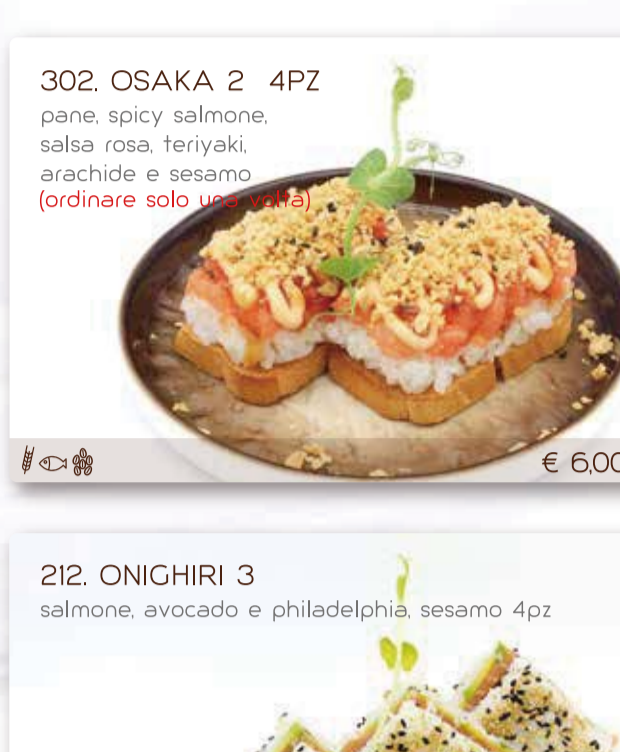 302. OSAKA 2 4PZ
pane, spicy salmone,
salsa rosa, teriyaki,
arachide e sesamo
(ordinare solo una volta)
€ 6,00
212. ONIGHIRI 3
salmone, avocado e philadelphia, sesamo 4pz